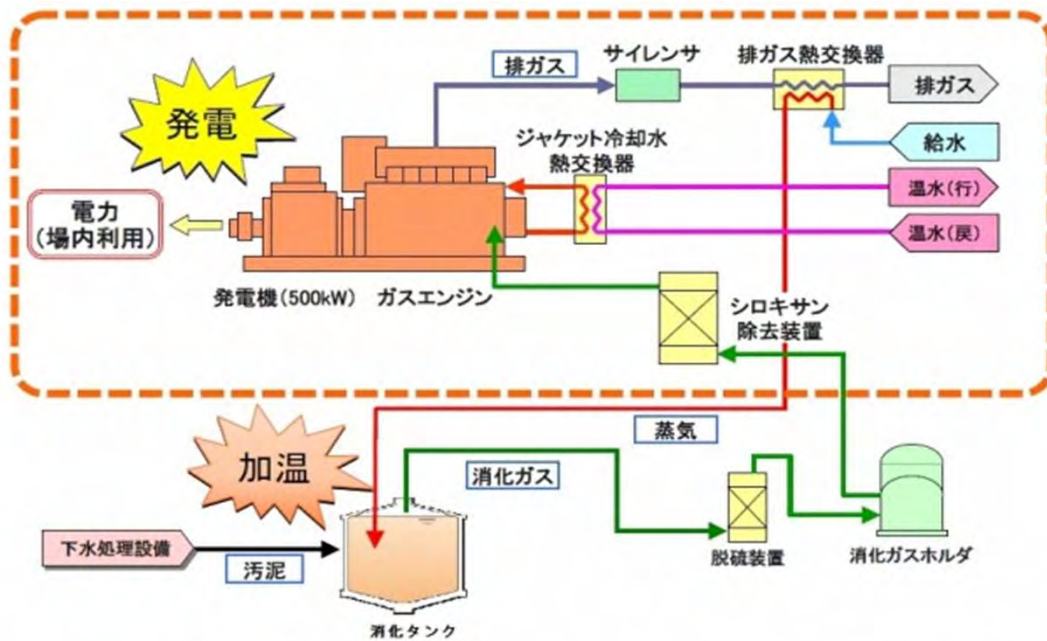 発電
排ガス
サイレンサ
排ガス熱交換器
排ガス
給水
ジャケット冷却水
熱交換器
温水(行)
温水(戻)
電力
(場内利用)
発電機(500kW)
ガスエンジン
シロキサン
除去装置
加温
蒸気
消化ガス
下水処理設備
汚泥
消化タンク
脱硫装置
消化ガスホルダ